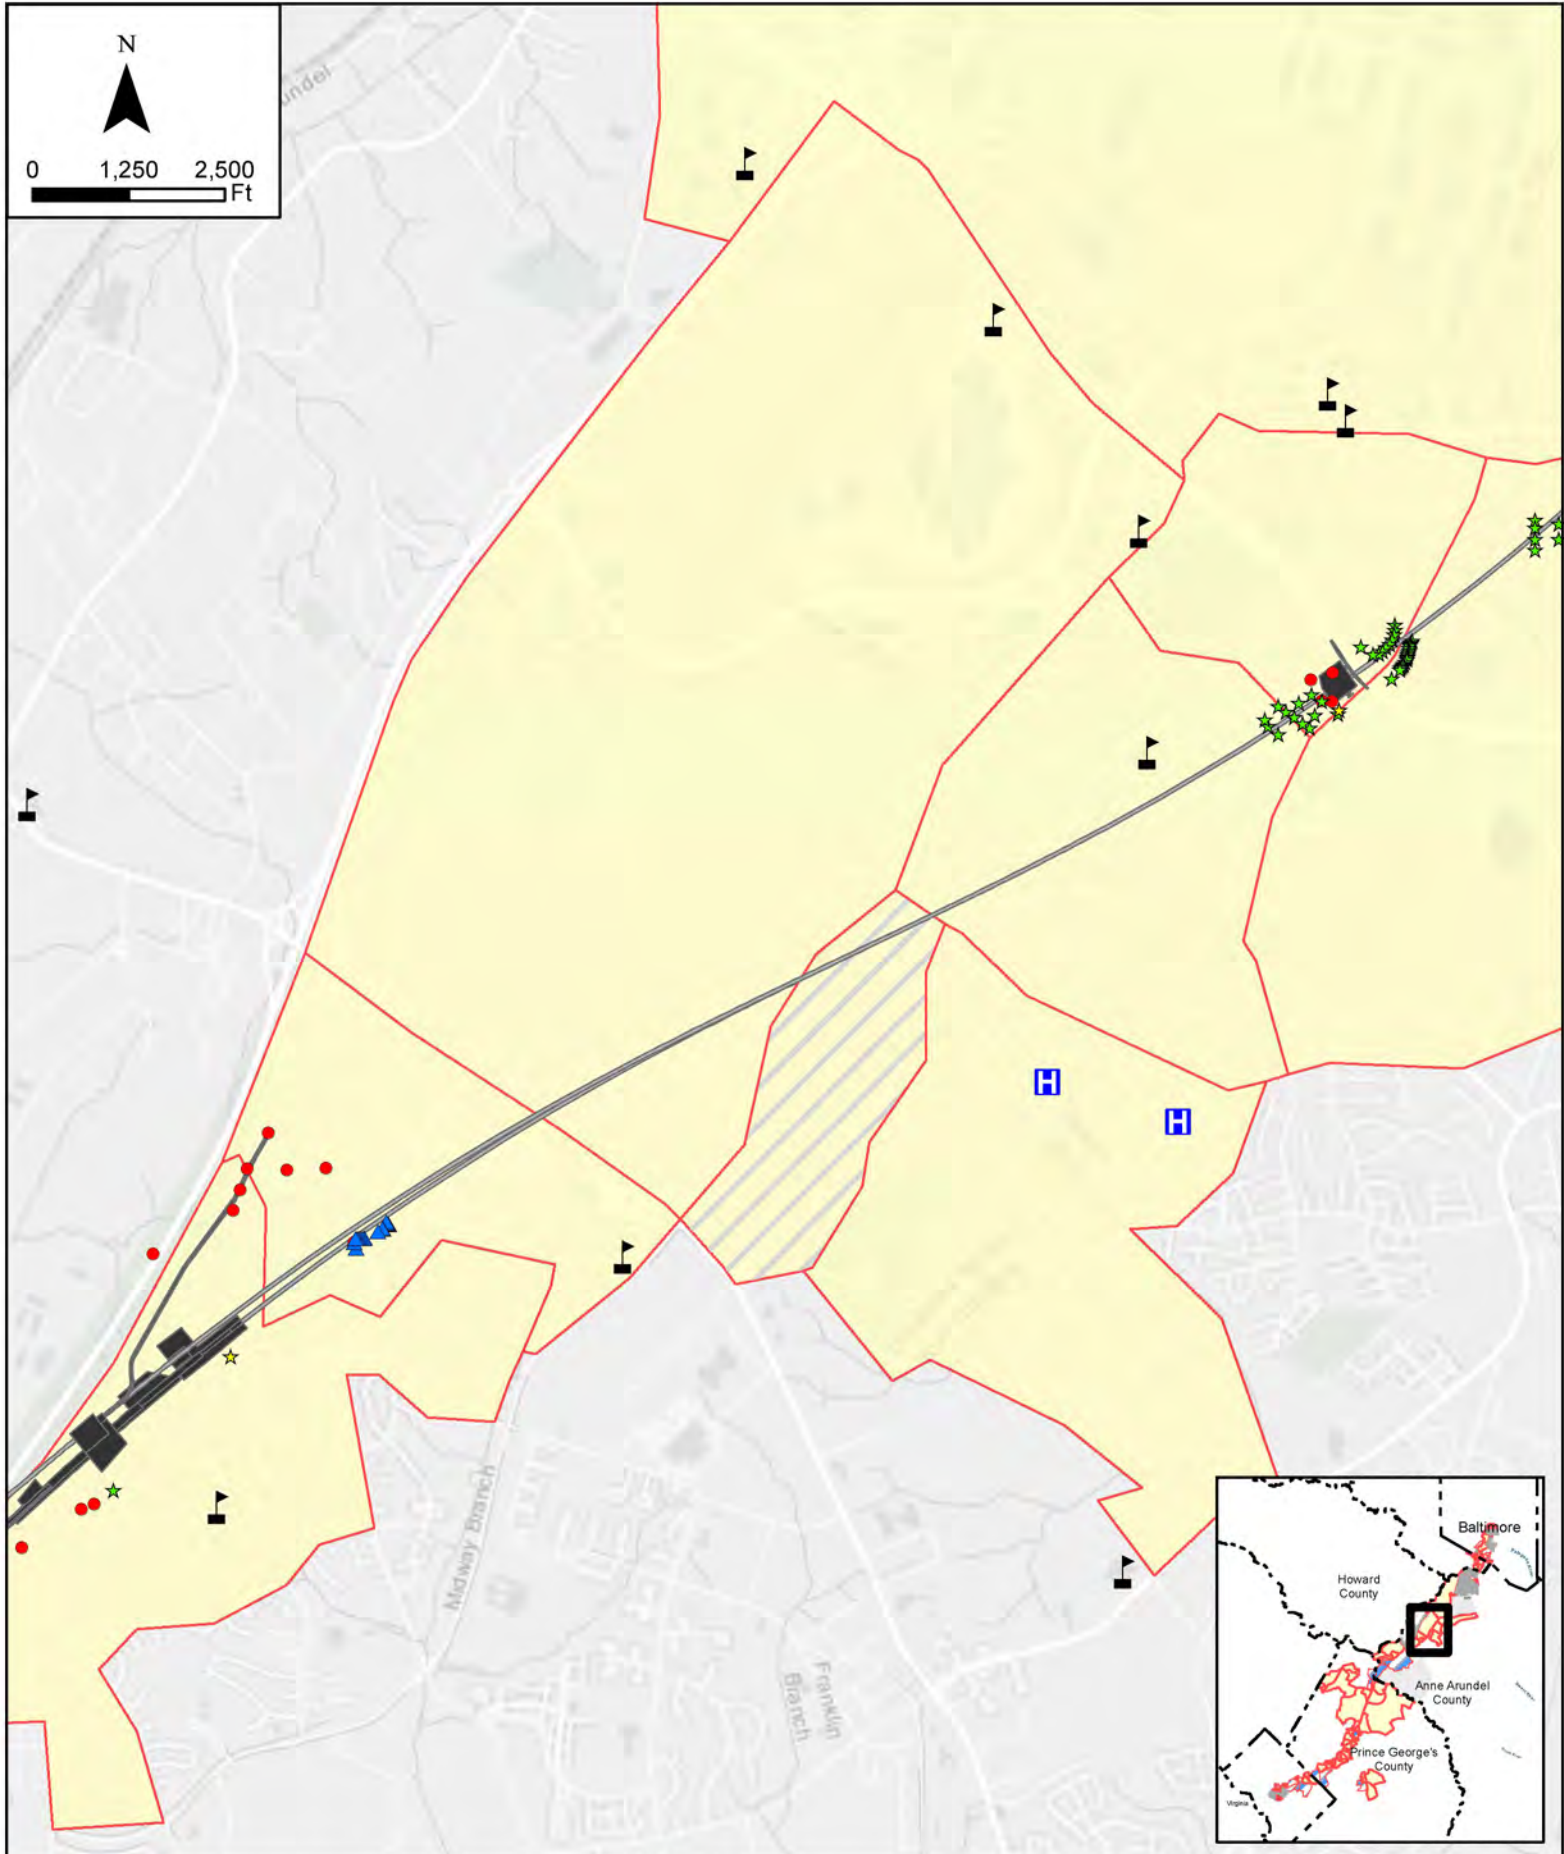 N
0 1,250 2,500
Ft
undel
H
H
Midway Branch
Franklin
Branch
Baltimore
Howard
County
Anne Arundel
County
Prince George's
County
Virginia